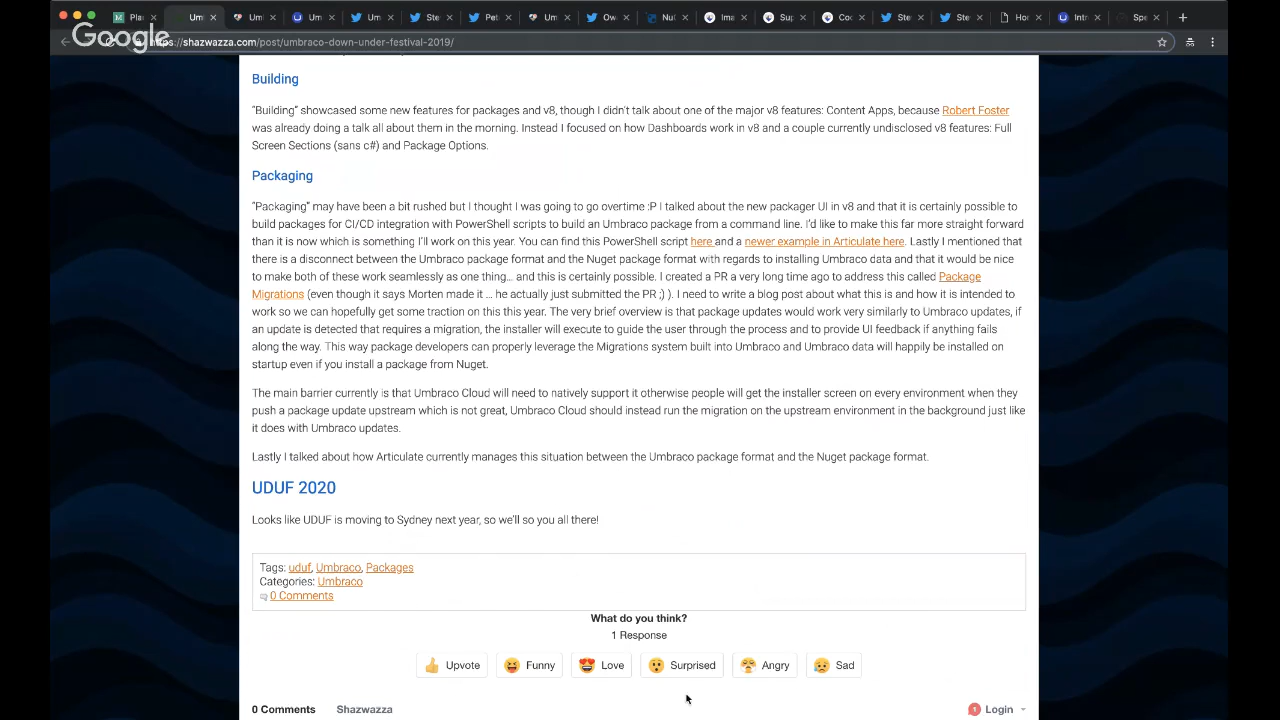 Pla
Um
Uml
Um
Um
Ste
Pet
Um
Ow
Nu
Ima
Sup
Coc
Ste
Ste
Hor
Intr
Spe
Google
https://shazwazza.com/post/umbraco-down-under-festival-2019/
Building
"Building" showcased some new features for packages and v8, though I didn't talk about one of the major v8 features: Content Apps, because Robert Foster
was already doing a talk all about them in the morning. Instead I focused on how Dashboards work in v8 and a couple currently undisclosed v8 features: Full
Screen Sections (sans c#) and Package Options.
Packaging
"Packaging" may have been a bit rushed but I thought I was going to go overtime :P I talked about the new packager UI in v8 and that it is certainly possible to
build packages for CI/CD integration with PowerShell scripts to build an Umbraco package from a command line. I'd like to make this far more straight forward
than it is now which is something I'll work on this year. You can find this PowerShell script here and a newer example in Articulate here. Lastly I mentioned that
there is a disconnect between the Umbraco package format and the Nuget package format with regards to installing Umbraco data and that it would be nice
to make both of these work seamlessly as one thing... and this is certainly possible. I created a PR a very long time ago to address this called Package
Migrations (even though it says Morten made it ... he actually just submitted the PR ;) ). I need to write a blog post about what this is and how it is intended to
work so we can hopefully get some traction on this this year. The very brief overview is that package updates would work very similarly to Umbraco updates, if
an update is detected that requires a migration, the installer will execute to guide the user through the process and to provide UI feedback if anything fails
along the way. This way package developers can properly leverage the Migrations system built into Umbraco and Umbraco data will happily be installed on
startup even if you install a package from Nuget.
The main barrier currently is that Umbraco Cloud will need to natively support it otherwise people will get the installer screen on every environment when they
push a package update upstream which is not great, Umbraco Cloud should instead run the migration on the upstream environment in the background just like
it does with Umbraco updates.
Lastly I talked about how Articulate currently manages this situation between the Umbraco package format and the Nuget package format.
UDUF 2020
Looks like UDUF is moving to Sydney next year, so we'll so you all there!
Tags: uduf, Umbraco, Packages
Categories: Umbraco
0 Comments
What do you think?
1 Response
Upvote Funny Love Surprised Angry Sad
0 Comments Shazwazza 1 Login